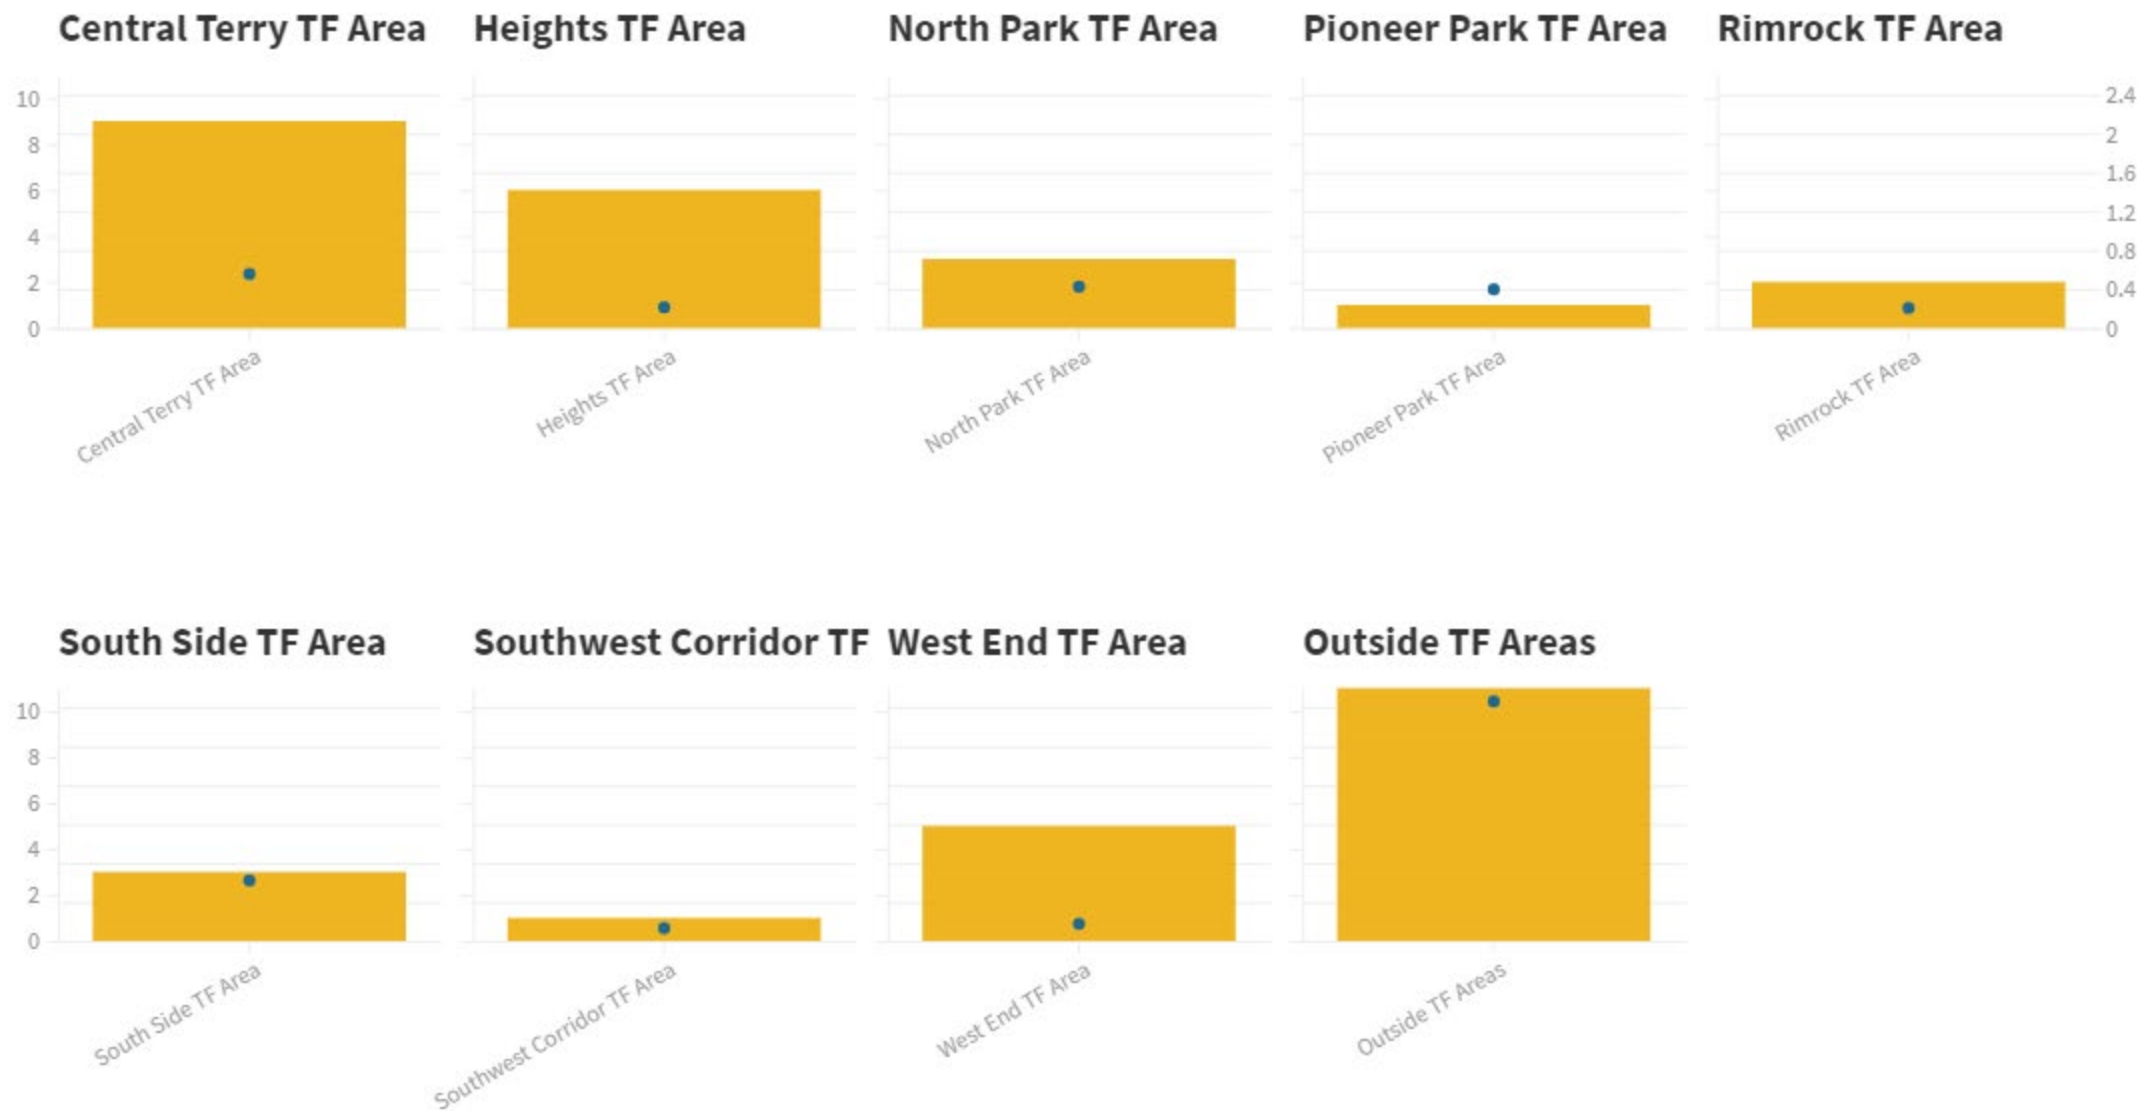 Central Terry TF Area
Heights TF Area
North Park TF Area
Pioneer Park TF Area
Rimrock TF Area
10
8
6
4
2
0
2.4
2
1.6
1.2
0.8
0.4
0
Central Terry TF Area
Heights TF Area
North Park TF Area
Pioneer Park TF Area
Rimrock TF Area
South Side TF Area
Southwest Corridor TF
West End TF Area
Outside TF Areas
10
8
6
4
2
0
South Side TF Area
Southwest Corridor TF Area
West End TF Area
Outside TF Areas